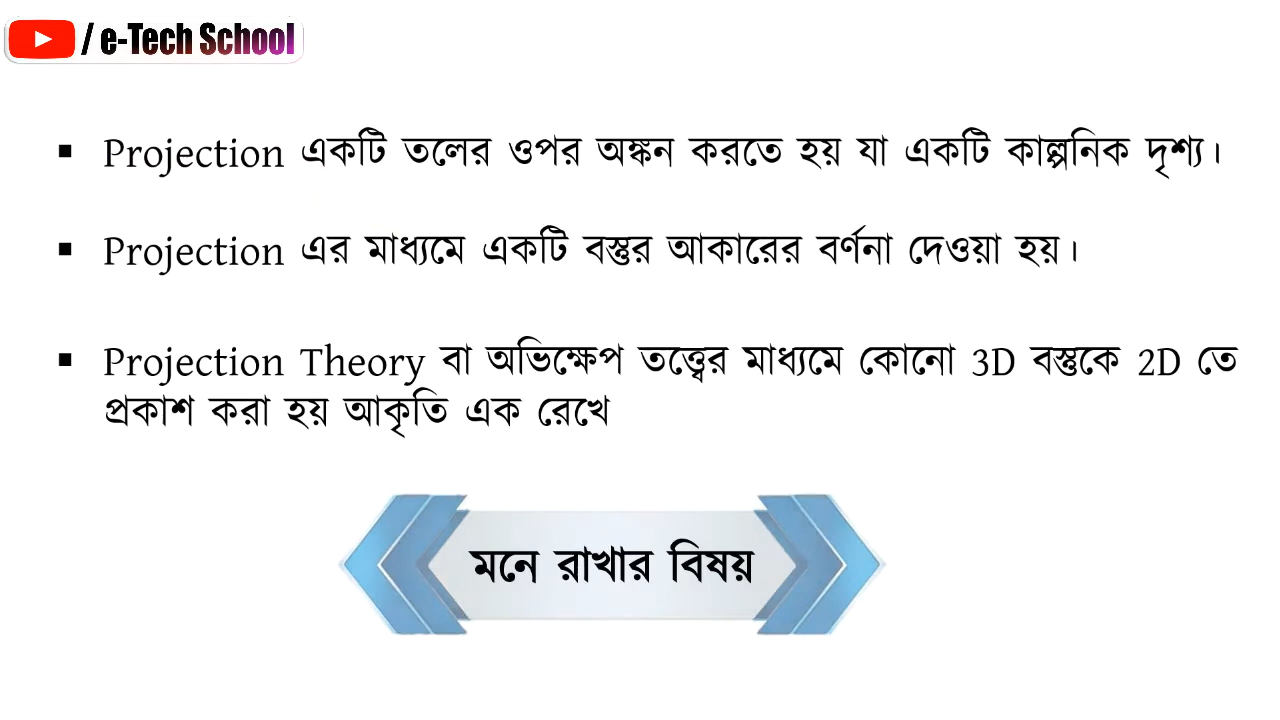 / e-Tech School
▪ Projection একটি তলের ওপর অঙ্কন করতে হয় যা একটি কাল্পনিক দৃশ্য।
▪ Projection এর মাধ্যমে একটি বস্তুর আকারের বর্ণনা দেওয়া হয়।
▪ Projection Theory বা অভিক্ষেপ তত্ত্বের মাধ্যমে কোনো 3D বস্তুকে 2D তে
প্রকাশ করা হয় আকৃতি এক রেখে
মনে রাখার বিষয়